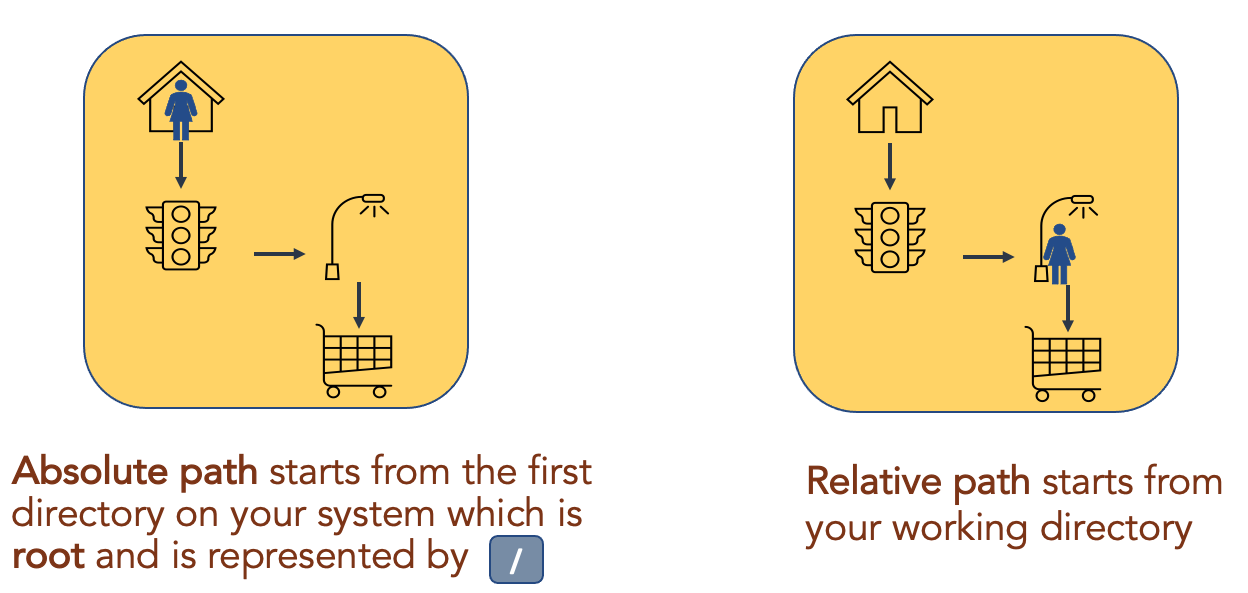 Absolute path starts from the first
directory on your system which is
root and is represented by /
Relative path starts from
your working directory